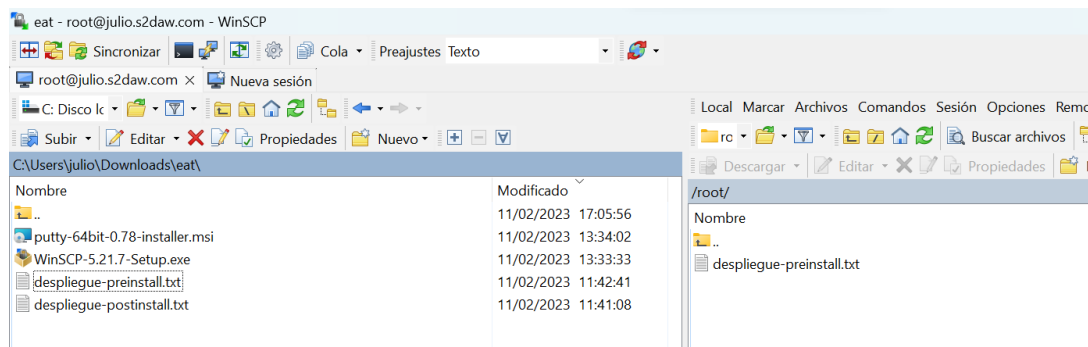 eat - root@julio.s2daw.com - WinSCP
Sincronizar Cola Preajustes Texto
root@julio.s2daw.com × Nueva sesión
C: Disco lc
Local Marcar Archivos Comandos Sesión Opciones Remo
Subir Editar Propiedades Nuevo
rc Buscar archivos
Descargar Editar Propiedades
C:\Users\julio\Downloads\eat\
/root/
Nombre Modificado
Nombre
.. 11/02/2023 17:05:56
..
putty-64bit-0.78-installer.msi 11/02/2023 13:34:02
WinSCP-5.21.7-Setup.exe 11/02/2023 13:33:33
despliegue-preinstall.txt
despliegue-preinstall.txt 11/02/2023 11:42:41
despliegue-postinstall.txt 11/02/2023 11:41:08